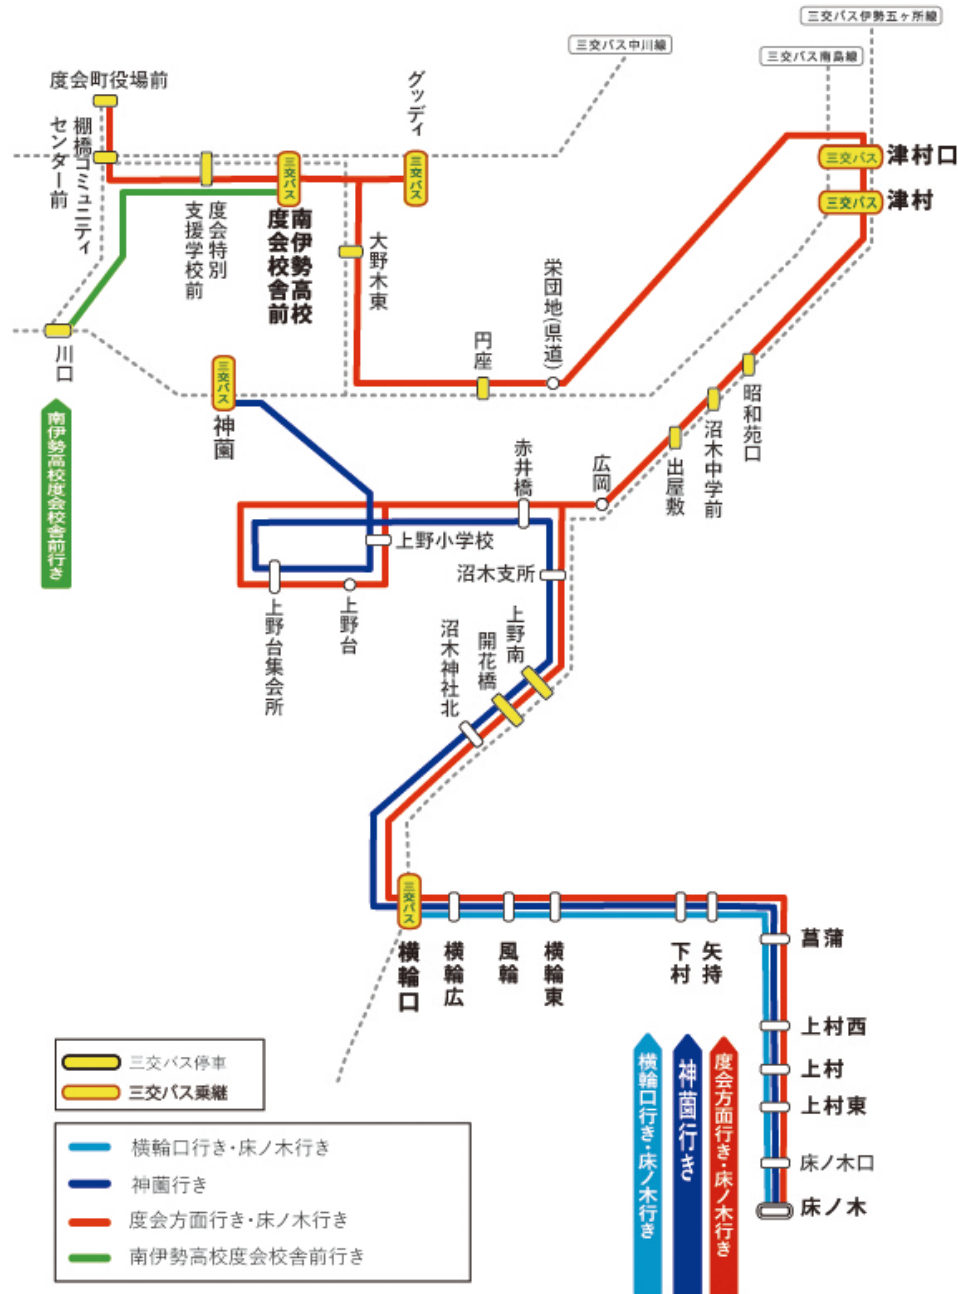 三交バス伊勢五ヶ所線
三交バス中川線
三交バス南島線
度会町役場前
グッディ
棚橋コミュニティ
センター前
三交バス
三交バス
三交バス
津村口
三交バス
津村
度会特別
支援学校前
南伊勢高校
度会校舎前
大野木東
栄団地(県道)
円座
川口
三交バス
神薗
昭和苑口
沼木中学前
出屋敷
広岡
赤井橋
南伊勢高校度会校舎前行き
上野小学校
沼木支所
上野台集会所
上野台
上野南
開花橋
沼木神社北
三交バス
横輪口
横輪広
風輪
横輪東
下村
矢持
菖蒲
上村西
上村
上村東
床ノ木口
床ノ木
横輪口行き・床ノ木行き
神薗行き
度会方面行き・床ノ木行き
三交バス停車
三交バス乗継
横輪口行き・床ノ木行き
神薗行き
度会方面行き・床ノ木行き
南伊勢高校度会校舎前行き